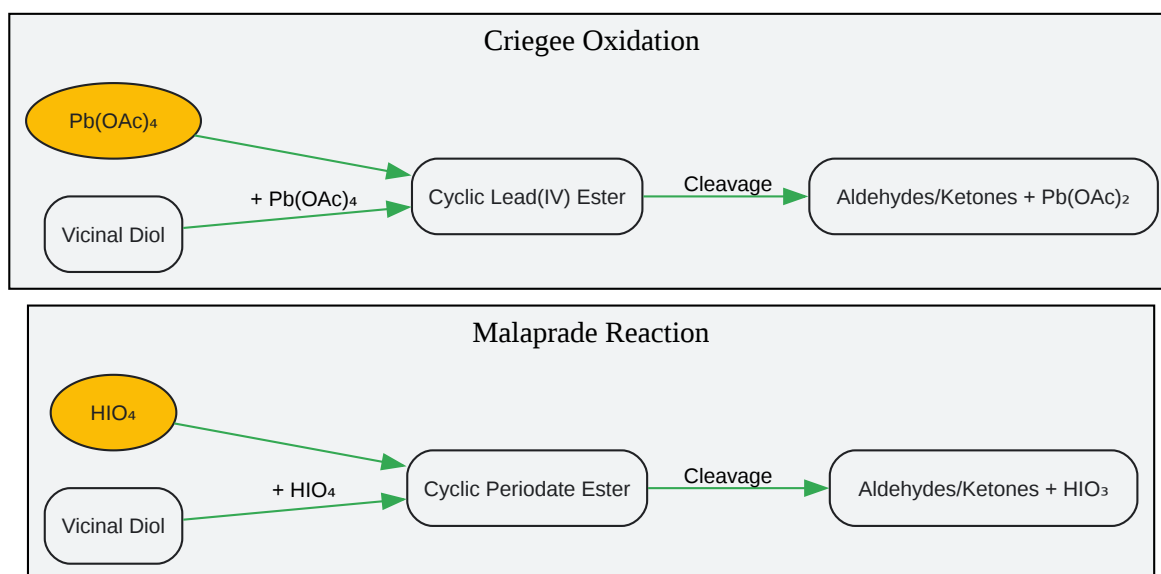 Criegee Oxidation
Pb(OAc)₄
Vicinal Diol
+ Pb(OAc)₄
Cyclic Lead(IV) Ester
Cleavage
Aldehydes/Ketones + Pb(OAc)₂
Malaprade Reaction
HIO₄
Vicinal Diol
+ HIO₄
Cyclic Periodate Ester
Cleavage
Aldehydes/Ketones + HIO₃